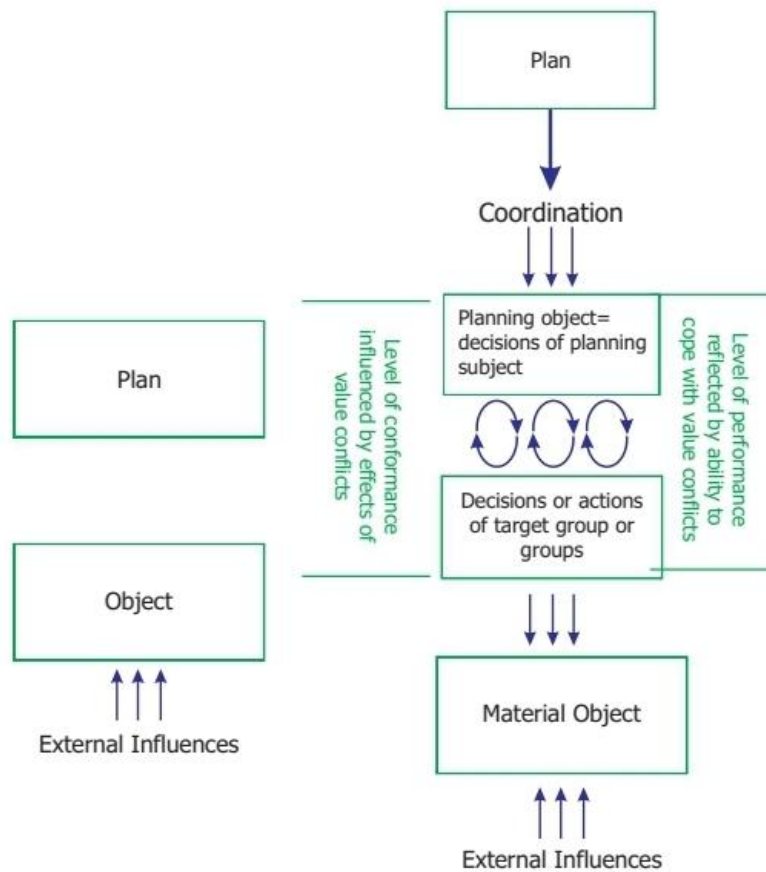 Plan
Coordination
Planning object=
decisions of planning
subject
Level of conformance
influenced by effects of
value conflicts
Level of performance
reflected by ability to
cope with value conflicts
Plan
Decisions or actions
of target group or
groups
Object
External Influences
Material Object
External Influences